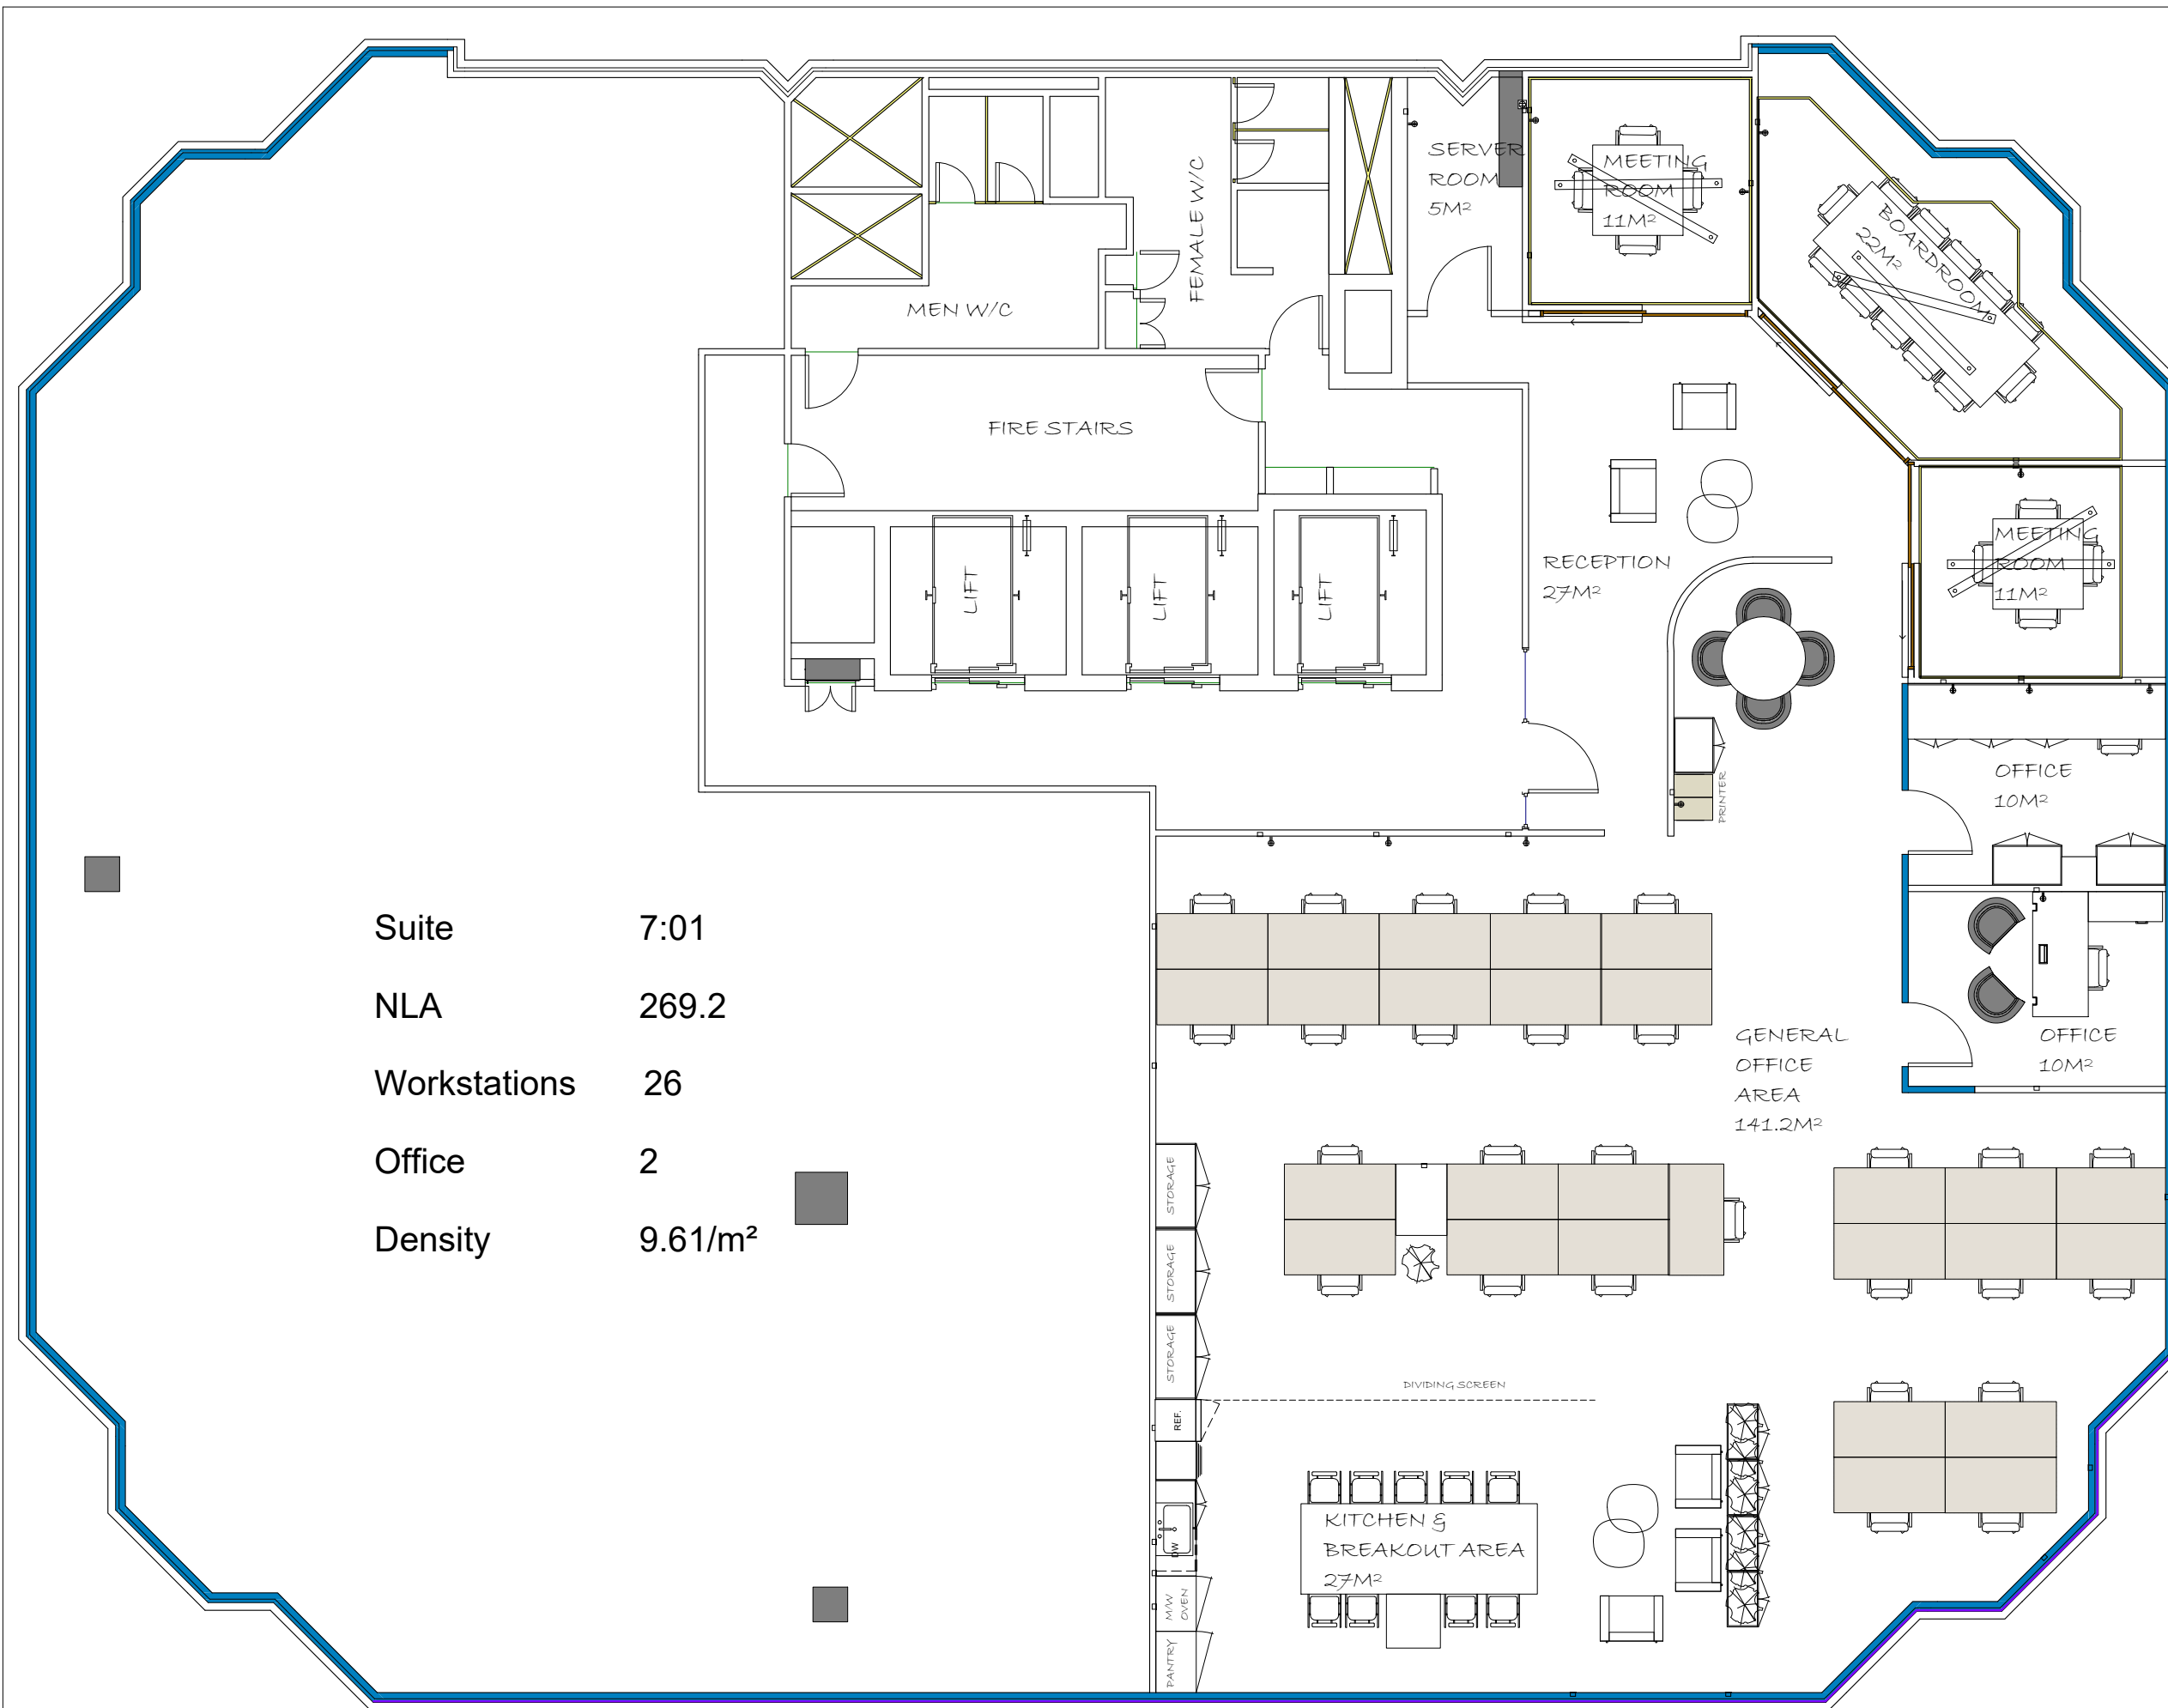 SERVER
ROOM
5M²
MEETING
ROOM
11M²
BOARDROOM
22M²
FEMALE W/C
MEN W/C
FIRE STAIRS
LIFT
LIFT
LIFT
RECEPTION
27M²
MEETING
ROOM
11M²
OFFICE
10M²
PRINTER
Suite 7:01
NLA 269.2
Workstations 26
Office 2
Density 9.61/m²
GENERAL
OFFICE
AREA
141.2M²
OFFICE
10M²
STORAGE
STORAGE
STORAGE
DIVIDING SCREEN
REF.
DW
M/W
OVEN
PANTRY
KITCHEN &
BREAKOUT AREA
27M²